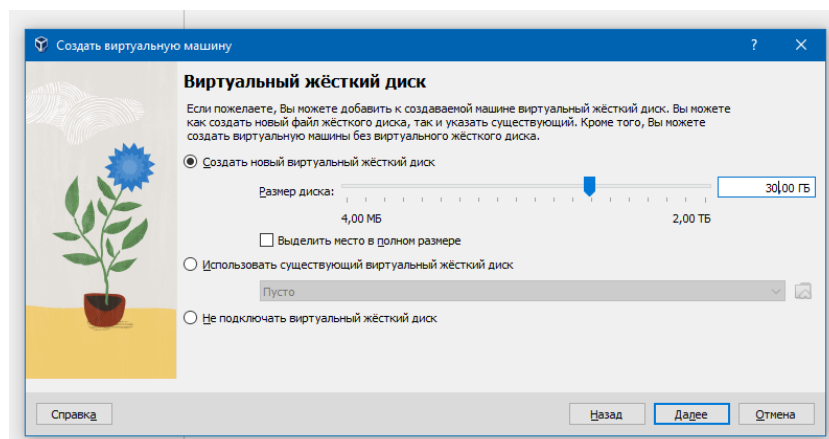 Создать виртуальную машину
Виртуальный жёсткий диск
Если пожелаете, Вы можете добавить к создаваемой машине виртуальный жёсткий диск. Вы можете
как создать новый файл жёсткого диска, так и указать существующий. Кроме того, Вы можете
создать виртуальную машины без виртуального жёсткого диска.
Создать новый виртуальный жёсткий диск
Размер диска: 30,00 ГБ
4,00 МБ 2,00 ТБ
Выделить место в полном размере
Использовать существующий виртуальный жёсткий диск
Пусто
Не подключать виртуальный жёсткий диск
Справка Назад Далее Отмена